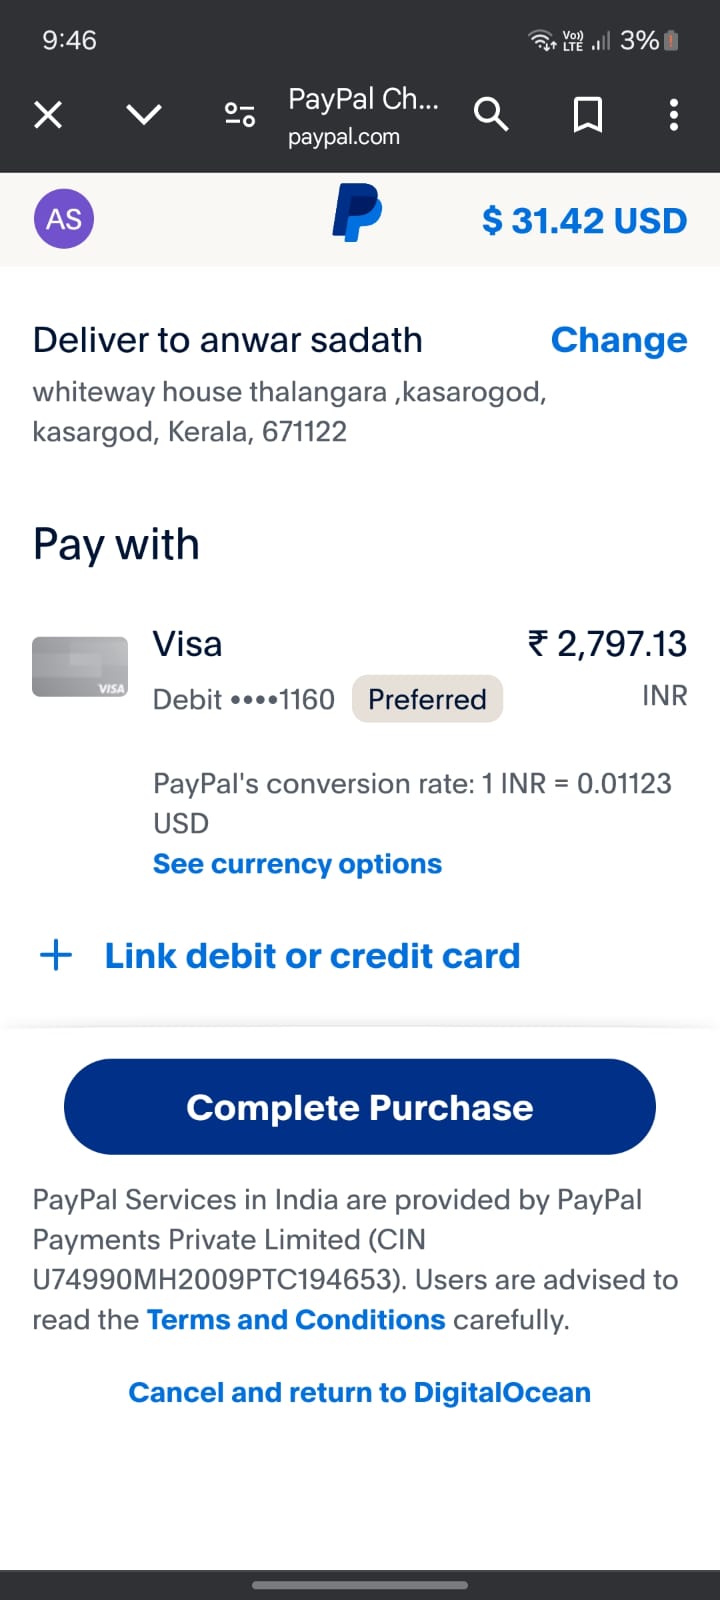 9:46
Vo)) LTE 3%
PayPal Ch...
paypal.com
AS
$ 31.42 USD
Deliver to anwar sadath
Change
whiteway house thalangara ,kasarogod,
kasargod, Kerala, 671122
Pay with
Visa
₹ 2,797.13
VISA
Debit ••••1160
Preferred
INR
PayPal's conversion rate: 1 INR = 0.01123
USD
See currency options
+ Link debit or credit card
Complete Purchase
PayPal Services in India are provided by PayPal
Payments Private Limited (CIN
U74990MH2009PTC194653). Users are advised to
read the Terms and Conditions carefully.
Cancel and return to DigitalOcean